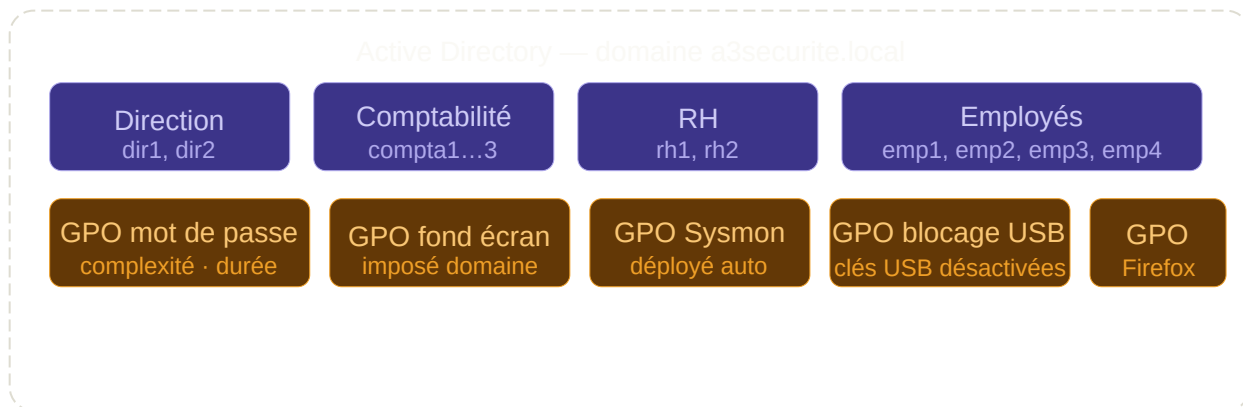 Active Directory — domaine a3securite.local
Direction
dir1, dir2
Comptabilité
compta1...3
RH
rh1, rh2
Employés
emp1, emp2, emp3, emp4
GPO mot de passe
complexité · durée
GPO fond écran
imposé domaine
GPO Sysmon
déployé auto
GPO blocage USB
clés USB désactivées
GPO
Firefox